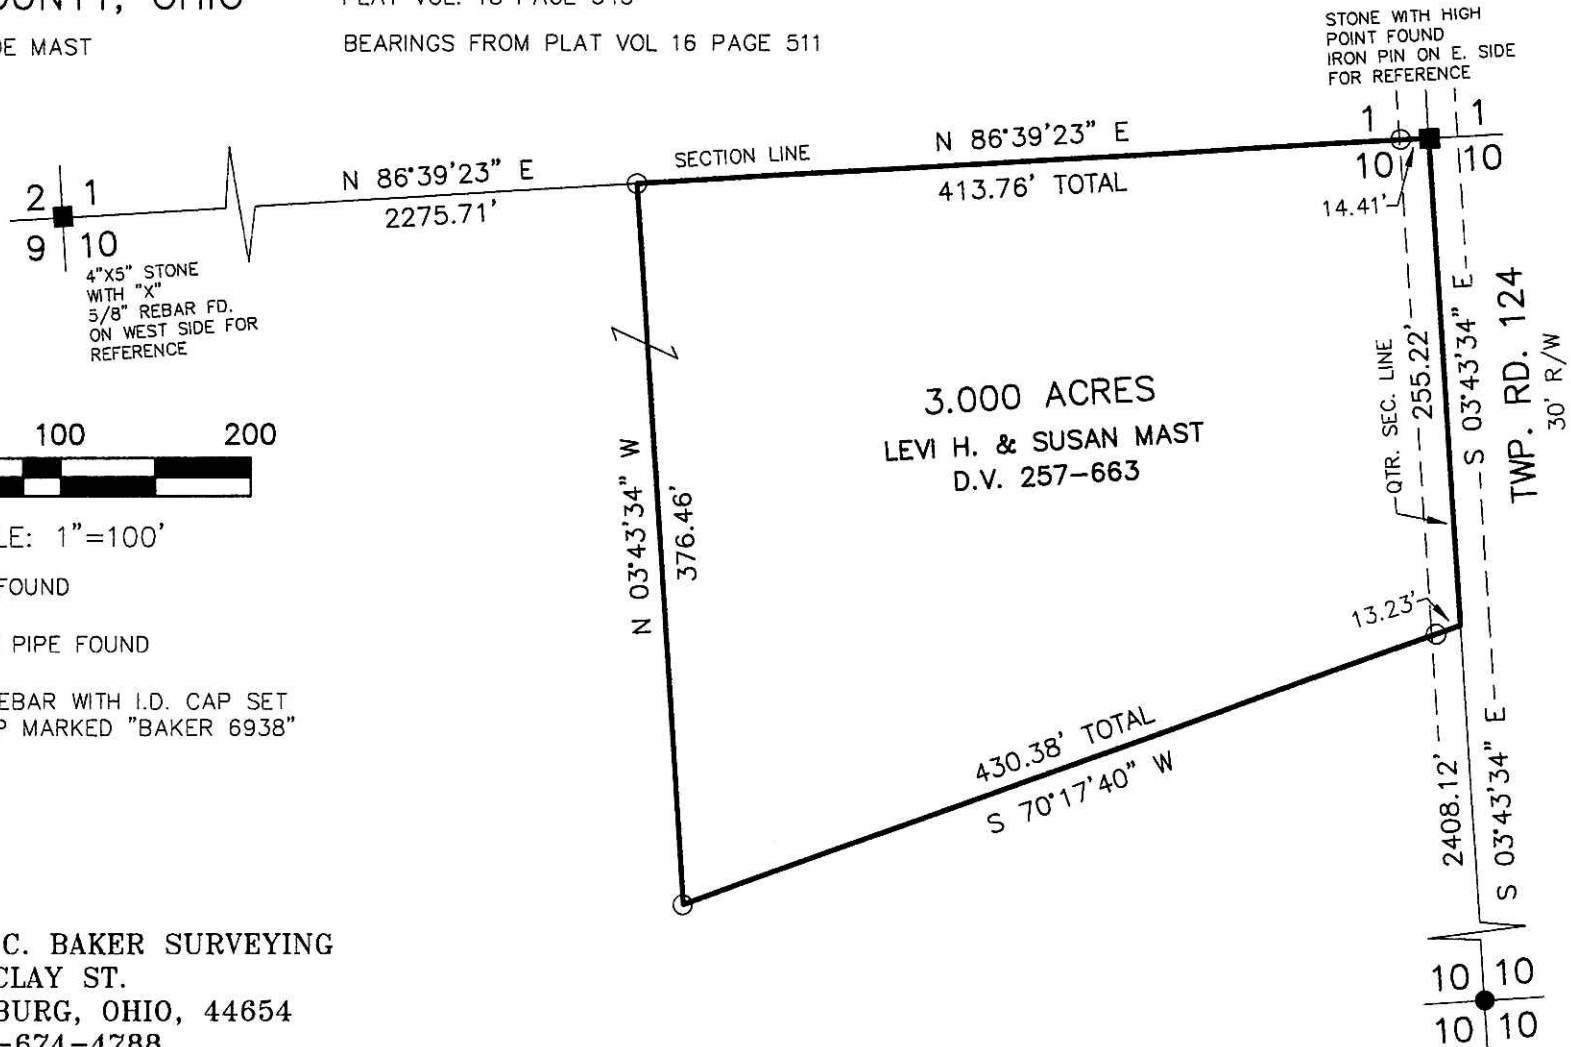 COUNTY, OHIO
DE MAST
BEARINGS FROM PLAT VOL 16 PAGE 511
STONE WITH HIGH
POINT FOUND
IRON PIN ON E. SIDE
FOR REFERENCE
1 1
10 10
N 86°39'23" E
SECTION LINE
413.76' TOTAL
14.41'
N 86°39'23" E
2275.71'
2 1
9 10
4"X5" STONE
WITH "X"
5/8" REBAR FD.
ON WEST SIDE FOR
REFERENCE
100 200
LE: 1"=100'
FOUND
PIPE FOUND
EBAR WITH I.D. CAP SET
P MARKED "BAKER 6938"
3.000 ACRES
LEVI H. & SUSAN MAST
D.V. 257-663
N 03°43'34" W
376.46'
QTR. SEC. LINE
255.22'
S 03°43'34" E
TWP. RD. 124
30' R/W
13.23'
430.38' TOTAL
S 70°17'40" W
2408.12'
S 03°43'34" E
10 10
10 10
C. BAKER SURVEYING
CLAY ST.
BURG, OHIO, 44654
-674-4788